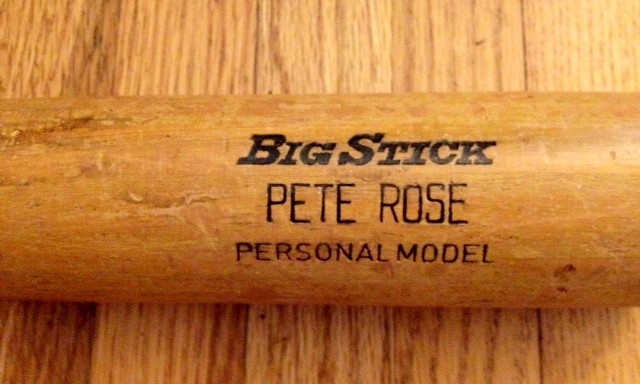 BIG STICK
PETE ROSE
PERSONAL MODEL